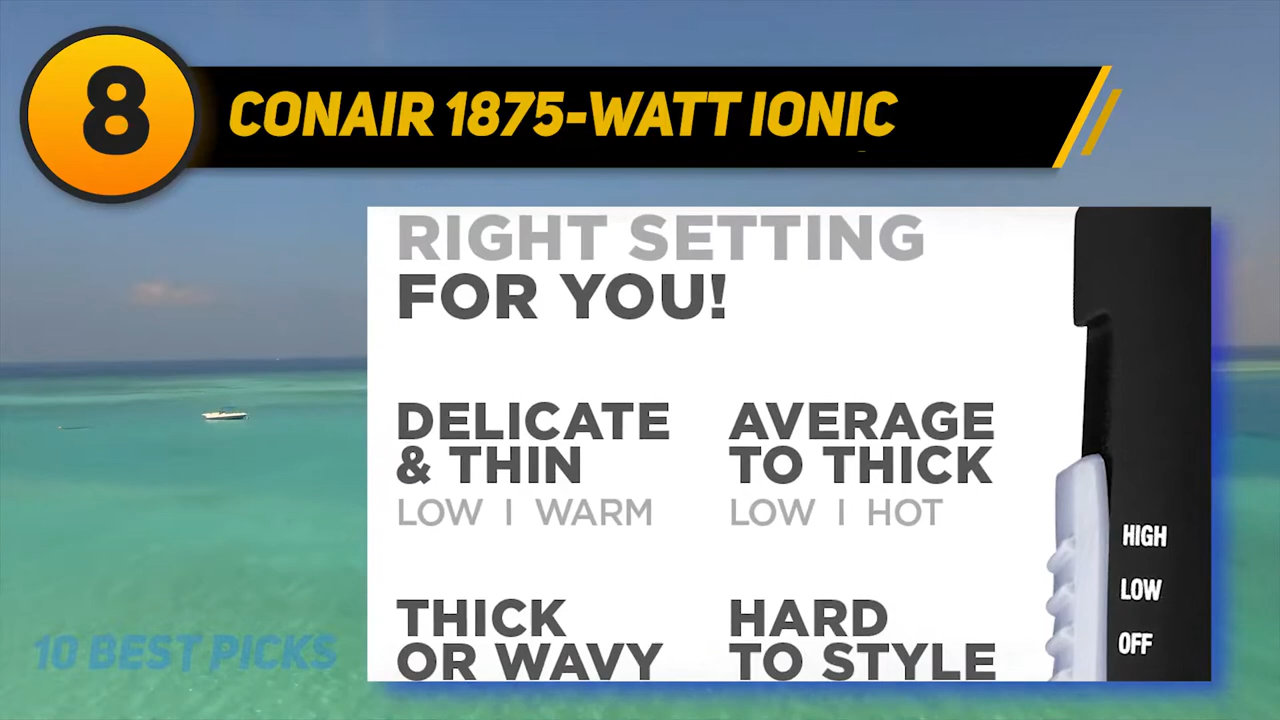 8
CONAIR 1875-WATT IONIC
RIGHT SETTING
FOR YOU!
DELICATE
& THIN
LOW | WARM
AVERAGE
TO THICK
LOW | HOT
THICK
OR WAVY
HARD
TO STYLE
HIGH
LOW
OFF
10 BEST PICKS